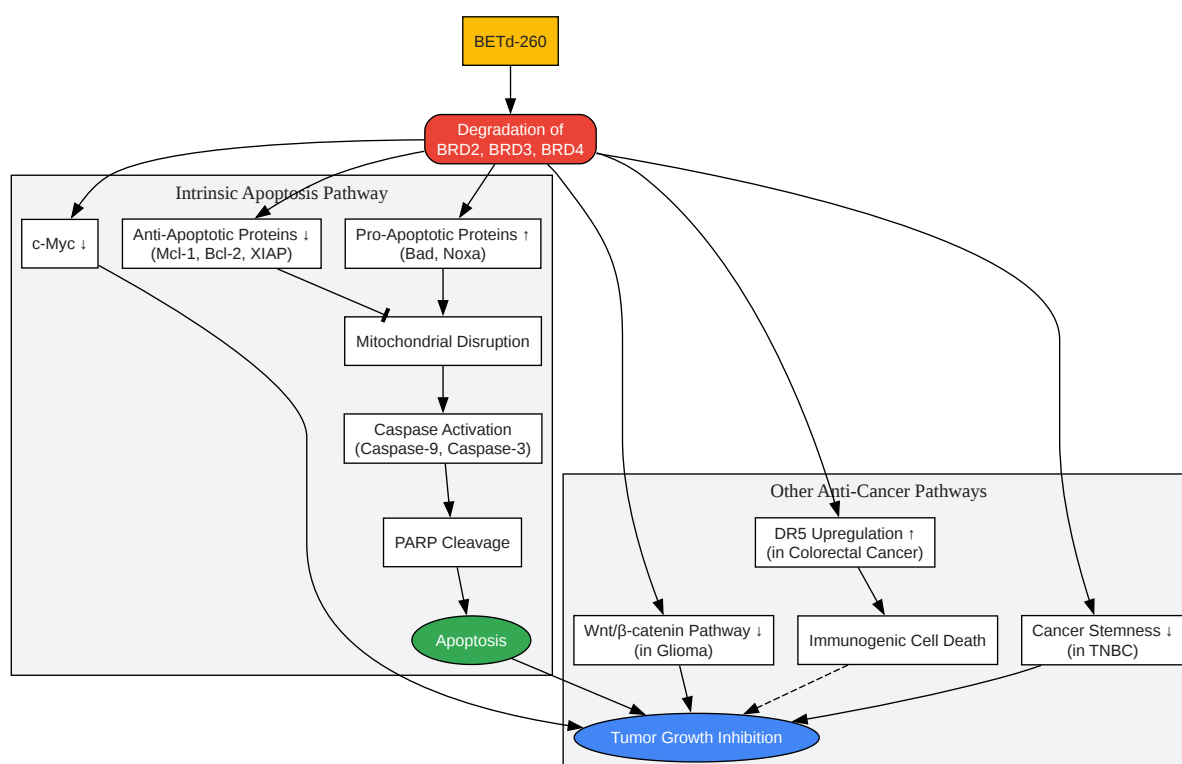 BETd-260
Degradation of
BRD2, BRD3, BRD4
Intrinsic Apoptosis Pathway
c-Myc ↓
Anti-Apoptotic Proteins ↓
(Mcl-1, Bcl-2, XIAP)
Pro-Apoptotic Proteins ↑
(Bad, Noxa)
Mitochondrial Disruption
Caspase Activation
(Caspase-9, Caspase-3)
PARP Cleavage
Apoptosis
Other Anti-Cancer Pathways
DR5 Upregulation ↑
(in Colorectal Cancer)
Wnt/β-catenin Pathway ↓
(in Glioma)
Immunogenic Cell Death
Cancer Stemness ↓
(in TNBC)
Tumor Growth Inhibition